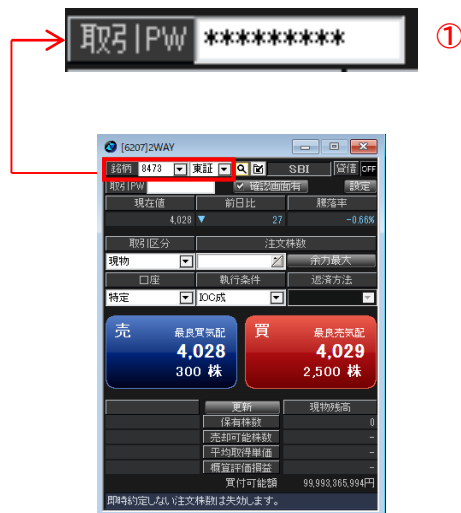 取引PW *********
①
[6207]2WAY
銘柄 8473 東証 SBI 貸借 OFF
取引PW 確認画面有 設定
現在値 前日比 騰落率
4,028 ▼ 27 -0.66%
取引区分 注文株数
現物 余力最大
口座 執行条件 返済方法
特定 IOC成
売 最良買気配 買 最良売気配
4,028 4,029
300 株 2,500 株
更新 現物残高
保有株数 0
売却可能株数 -
平均取得単価 -
概算評価損益 -
買付可能額 99,993,365,994円
即時約定しない注文株数は失効します。